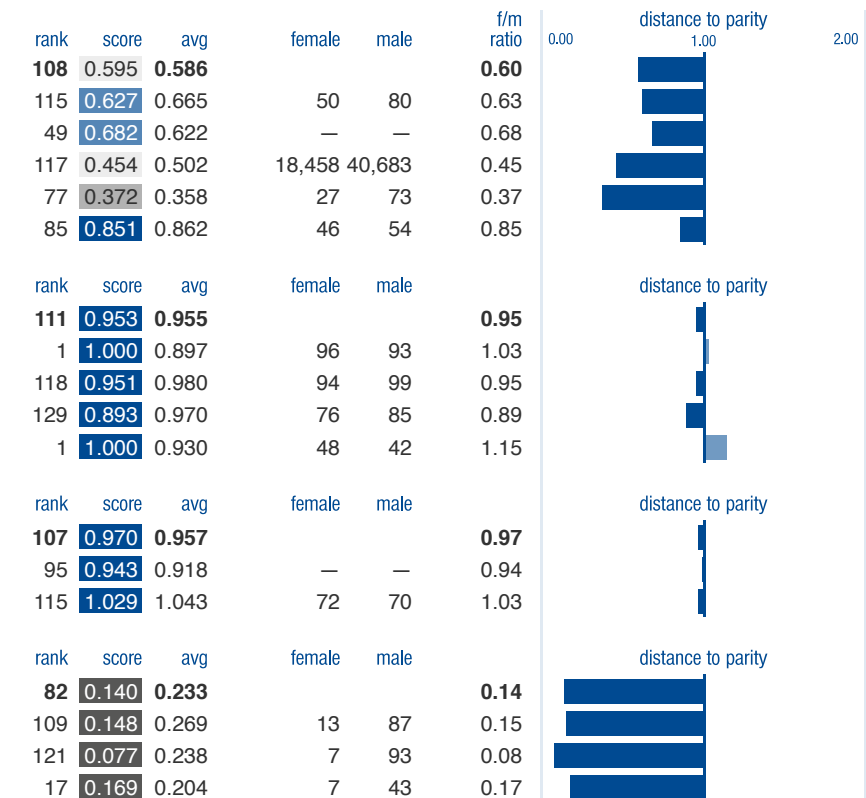 rank score avg female male f/m ratio distance to parity
0.00 1.00 2.00
108 0.595 0.586 0.60
115 0.627 0.665 50 80 0.63
49 0.682 0.622 — — 0.68
117 0.454 0.502 18,458 40,683 0.45
77 0.372 0.358 27 73 0.37
85 0.851 0.862 46 54 0.85
rank score avg female male distance to parity
111 0.953 0.955 0.95
1 1.000 0.897 96 93 1.03
118 0.951 0.980 94 99 0.95
129 0.893 0.970 76 85 0.89
1 1.000 0.930 48 42 1.15
rank score avg female male distance to parity
107 0.970 0.957 0.97
95 0.943 0.918 — — 0.94
115 1.029 1.043 72 70 1.03
rank score avg female male distance to parity
82 0.140 0.233 0.14
109 0.148 0.269 13 87 0.15
121 0.077 0.238 7 93 0.08
17 0.169 0.204 7 43 0.17